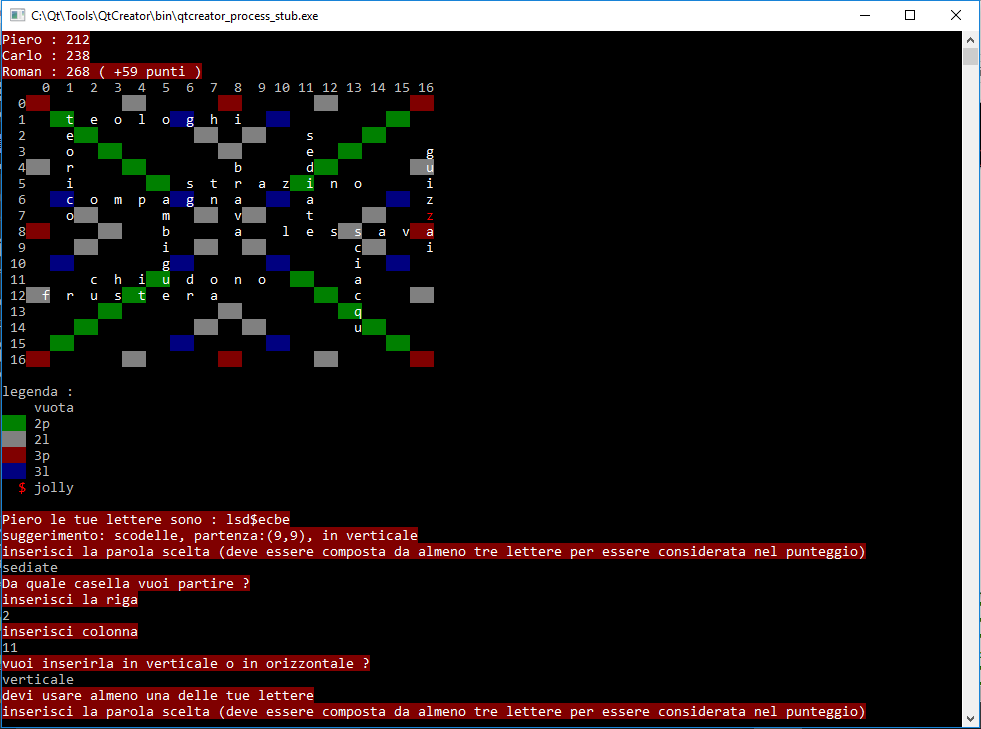 C:\Qt\Tools\QtCreator\bin\qtcreator_process_stub.exe
Piero : 212
Carlo : 238
Roman : 268 ( +59 punti )
0 1 2 3 4 5 6 7 8 9 10 11 12 13 14 15 16
0
1 t e o l o g h i
2 e s
3 o e g
4 r b d u
5 i s t r a z i n o i
6 c o m p a g n a a z
7 o m v t z
8 b a l e s s a v a
9 i c i
10 g i
11 c h i u d o n o a
12 f r u s t e r a c
13 q
14 u
15
16
legenda :
vuota
2p
2l
3p
3l
$ jolly
Piero le tue lettere sono : lsd$ecbe
suggerimento: scodelle, partenza:(9,9), in verticale
inserisci la parola scelta (deve essere composta da almeno tre lettere per essere considerata nel punteggio)
sediate
Da quale casella vuoi partire ?
inserisci la riga
2
inserisci colonna
11
vuoi inserirla in verticale o in orizzontale ?
verticale
devi usare almeno una delle tue lettere
inserisci la parola scelta (deve essere composta da almeno tre lettere per essere considerata nel punteggio)